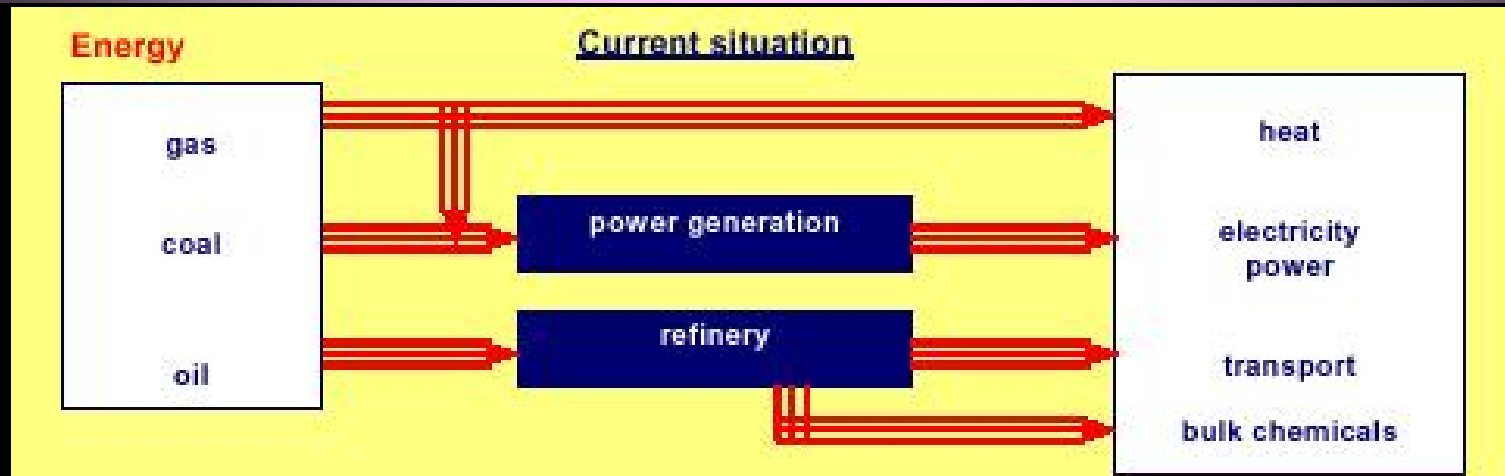 Energy
Current situation
gas
heat
power generation
coal
electricity
power
refinery
oil
transport
bulk chemicals